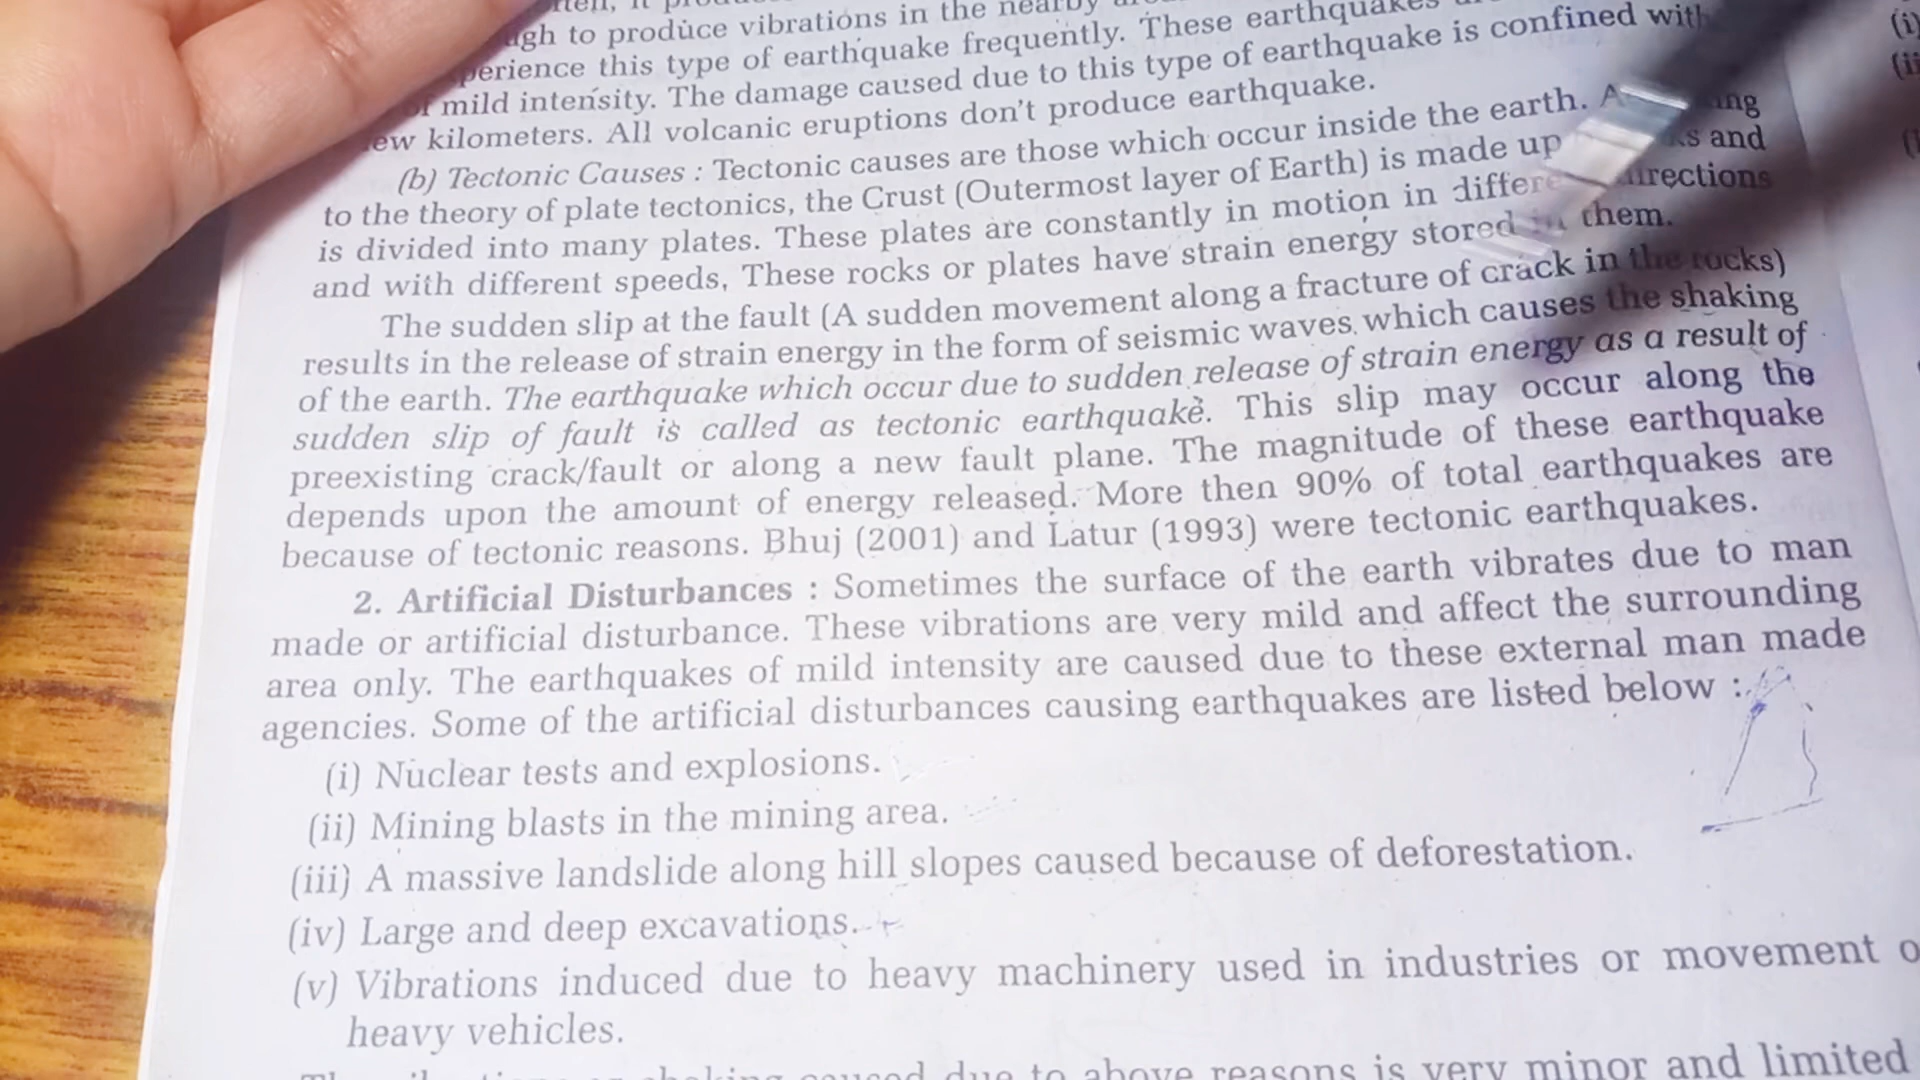 gh to produce vibrations in the nearby
perience this type of earthquake frequently. These earthquakes
mild intensity. The damage caused due to this type of earthquake is confined with
ew kilometers. All volcanic eruptions don't produce earthquake.
(b) Tectonic Causes : Tectonic causes are those which occur inside the earth. A ing
to the theory of plate tectonics, the Crust (Outermost layer of Earth) is made up s and
is divided into many plates. These plates are constantly in motion in differe irections
and with different speeds, These rocks or plates have strain energy stored in them.
The sudden slip at the fault (A sudden movement along a fracture of crack in the rocks)
results in the release of strain energy in the form of seismic waves which causes the shaking
of the earth. The earthquake which occur due to sudden release of strain energy as a result of
sudden slip of fault is called as tectonic earthquake. This slip may occur along the
preexisting crack/fault or along a new fault plane. The magnitude of these earthquake
depends upon the amount of energy released. More then 90% of total earthquakes are
because of tectonic reasons. Bhuj (2001) and Latur (1993) were tectonic earthquakes.
2. Artificial Disturbances : Sometimes the surface of the earth vibrates due to man
made or artificial disturbance. These vibrations are very mild and affect the surrounding
area only. The earthquakes of mild intensity are caused due to these external man made
agencies. Some of the artificial disturbances causing earthquakes are listed below :
(i) Nuclear tests and explosions.
(ii) Mining blasts in the mining area.
(iii) A massive landslide along hill slopes caused because of deforestation.
(iv) Large and deep excavations.
(v) Vibrations induced due to heavy machinery used in industries or movement o
heavy vehicles.
caused due to above reasons is very minor and limited
(i)
(ii